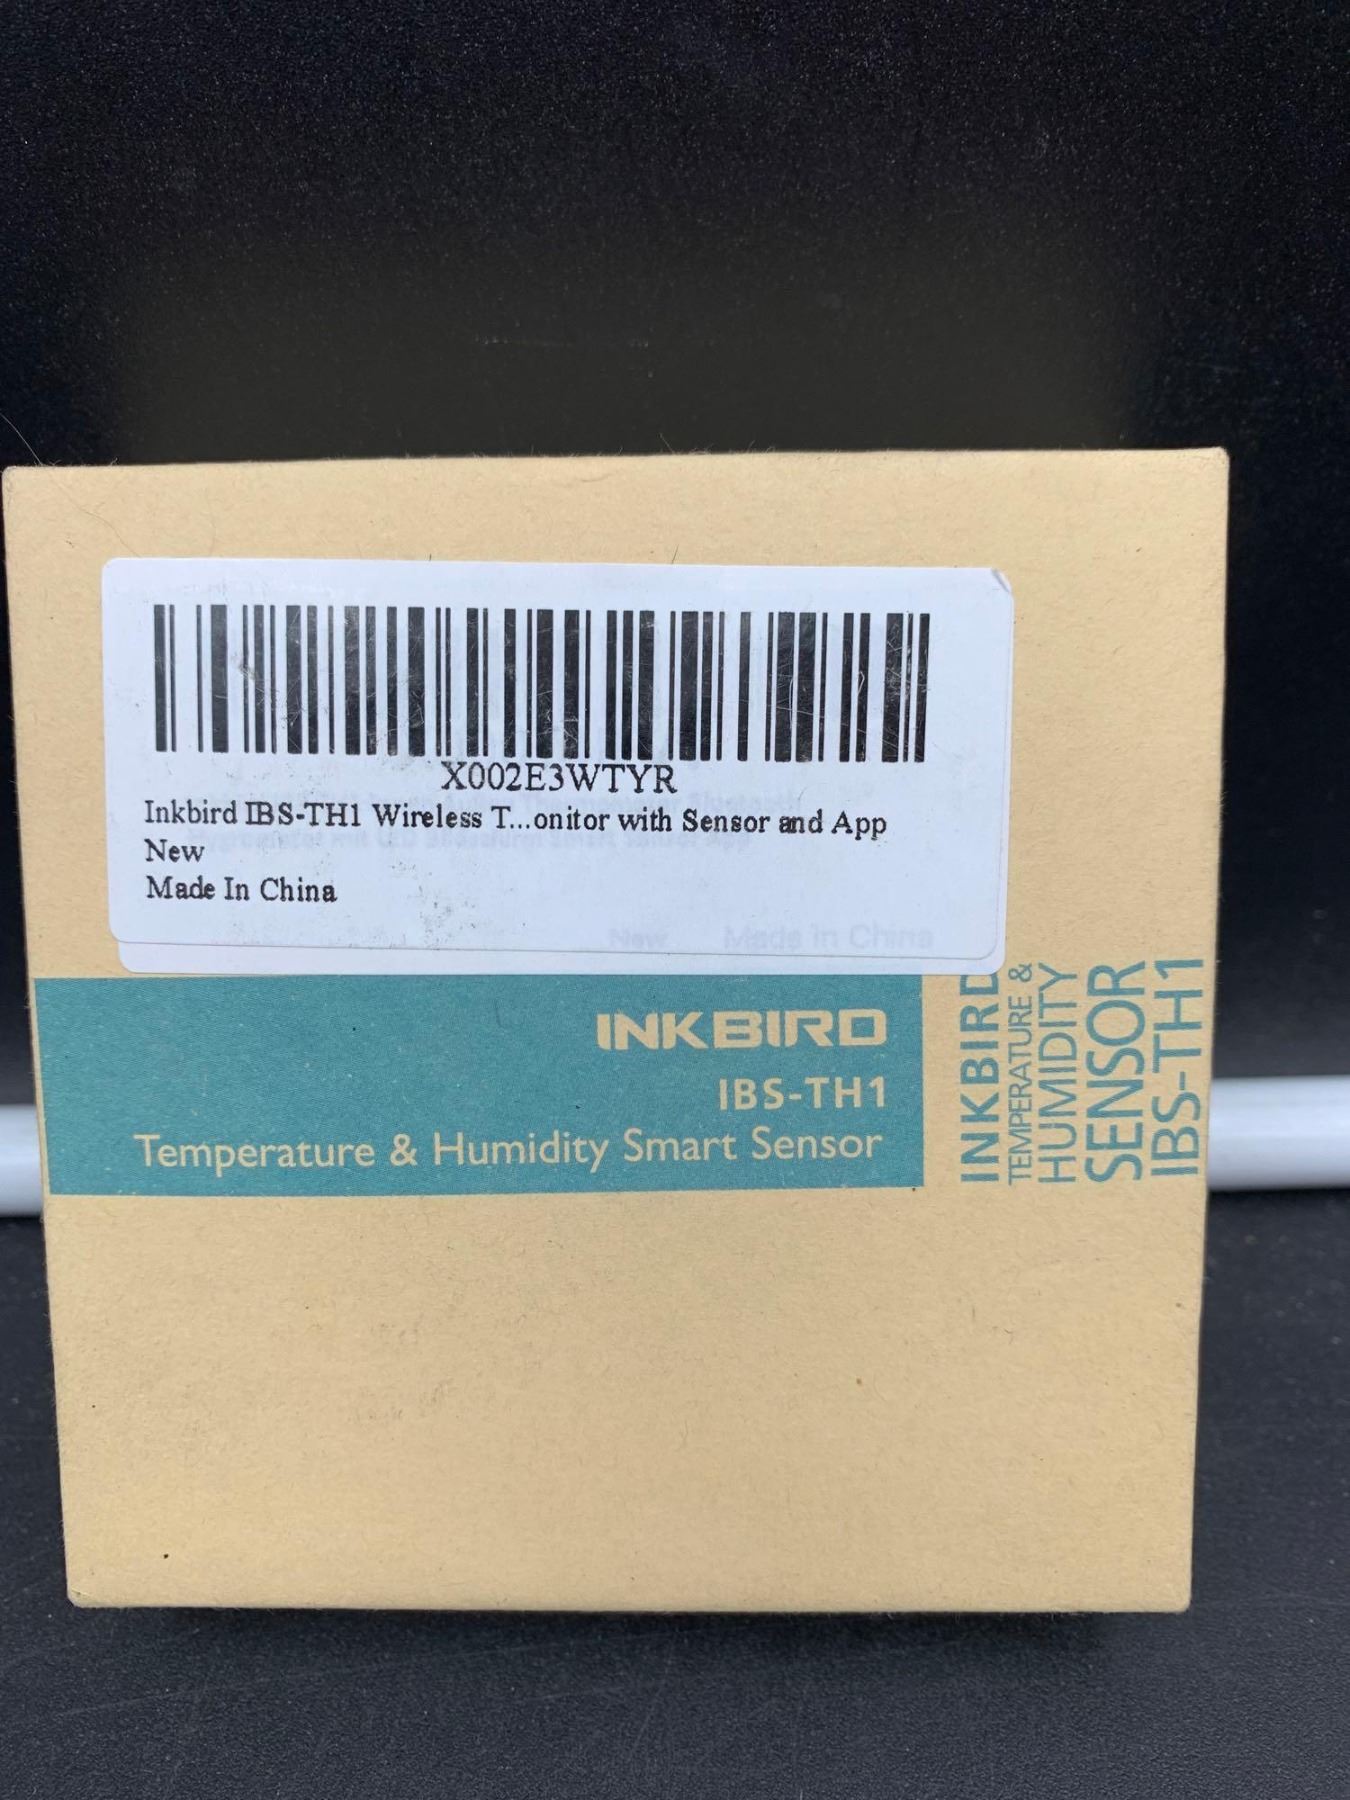 X002E3WTYR
Inkbird IBS-TH1 Wireless T...onitor with Sensor and App
New
Made In China
New Made in China
INKBIRD
IBS-TH1
Temperature & Humidity Smart Sensor
INKBIRD
TEMPERATURE &
HUMIDITY
SENSOR
IBS-TH1